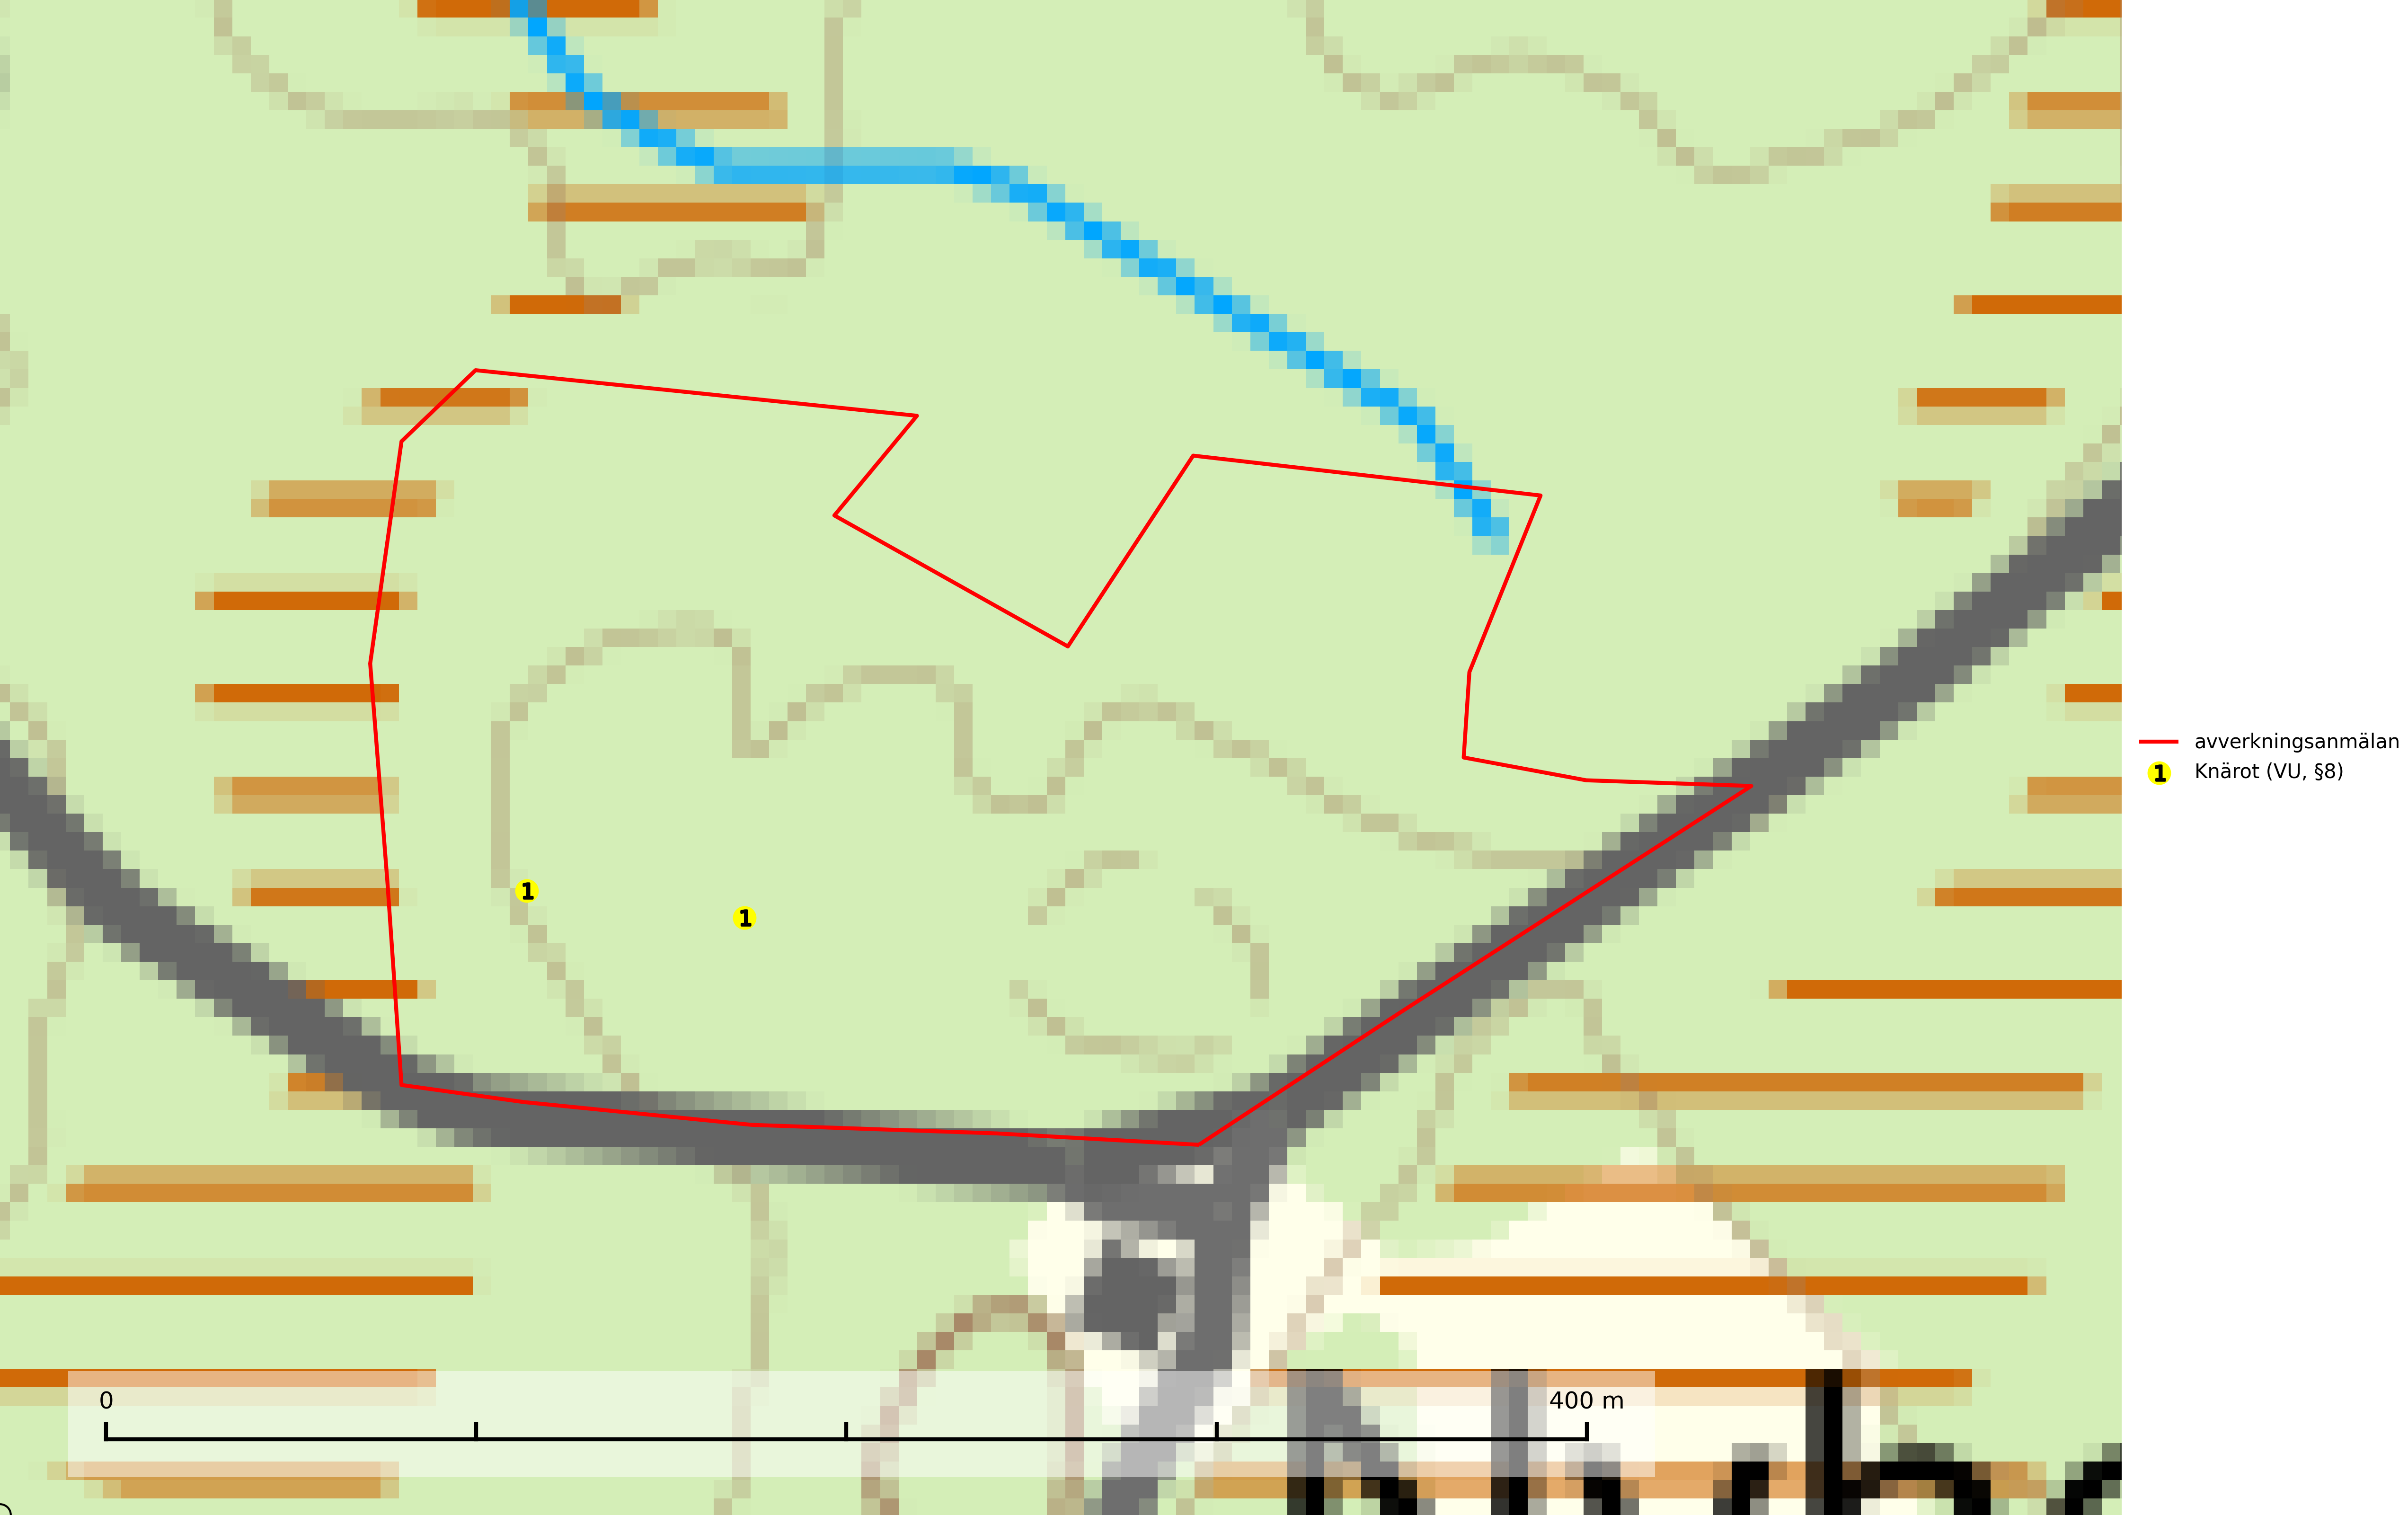 avverkningsanmälan
1 Knärot (VU, §8)
1
1
0 400 m